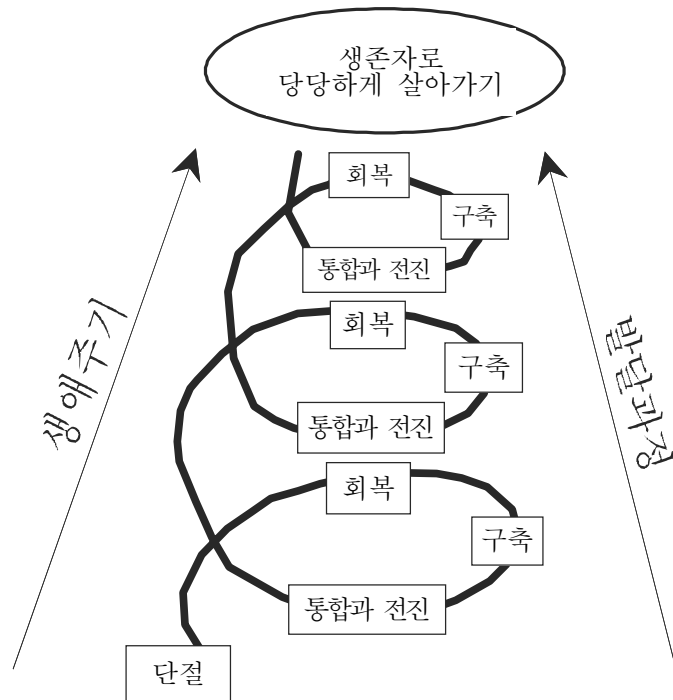 생존자로
당당하게 살아가기
회복
구축
통합과 전진
생애주기
발달과정
회복
구축
통합과 전진
회복
구축
통합과 전진
단절